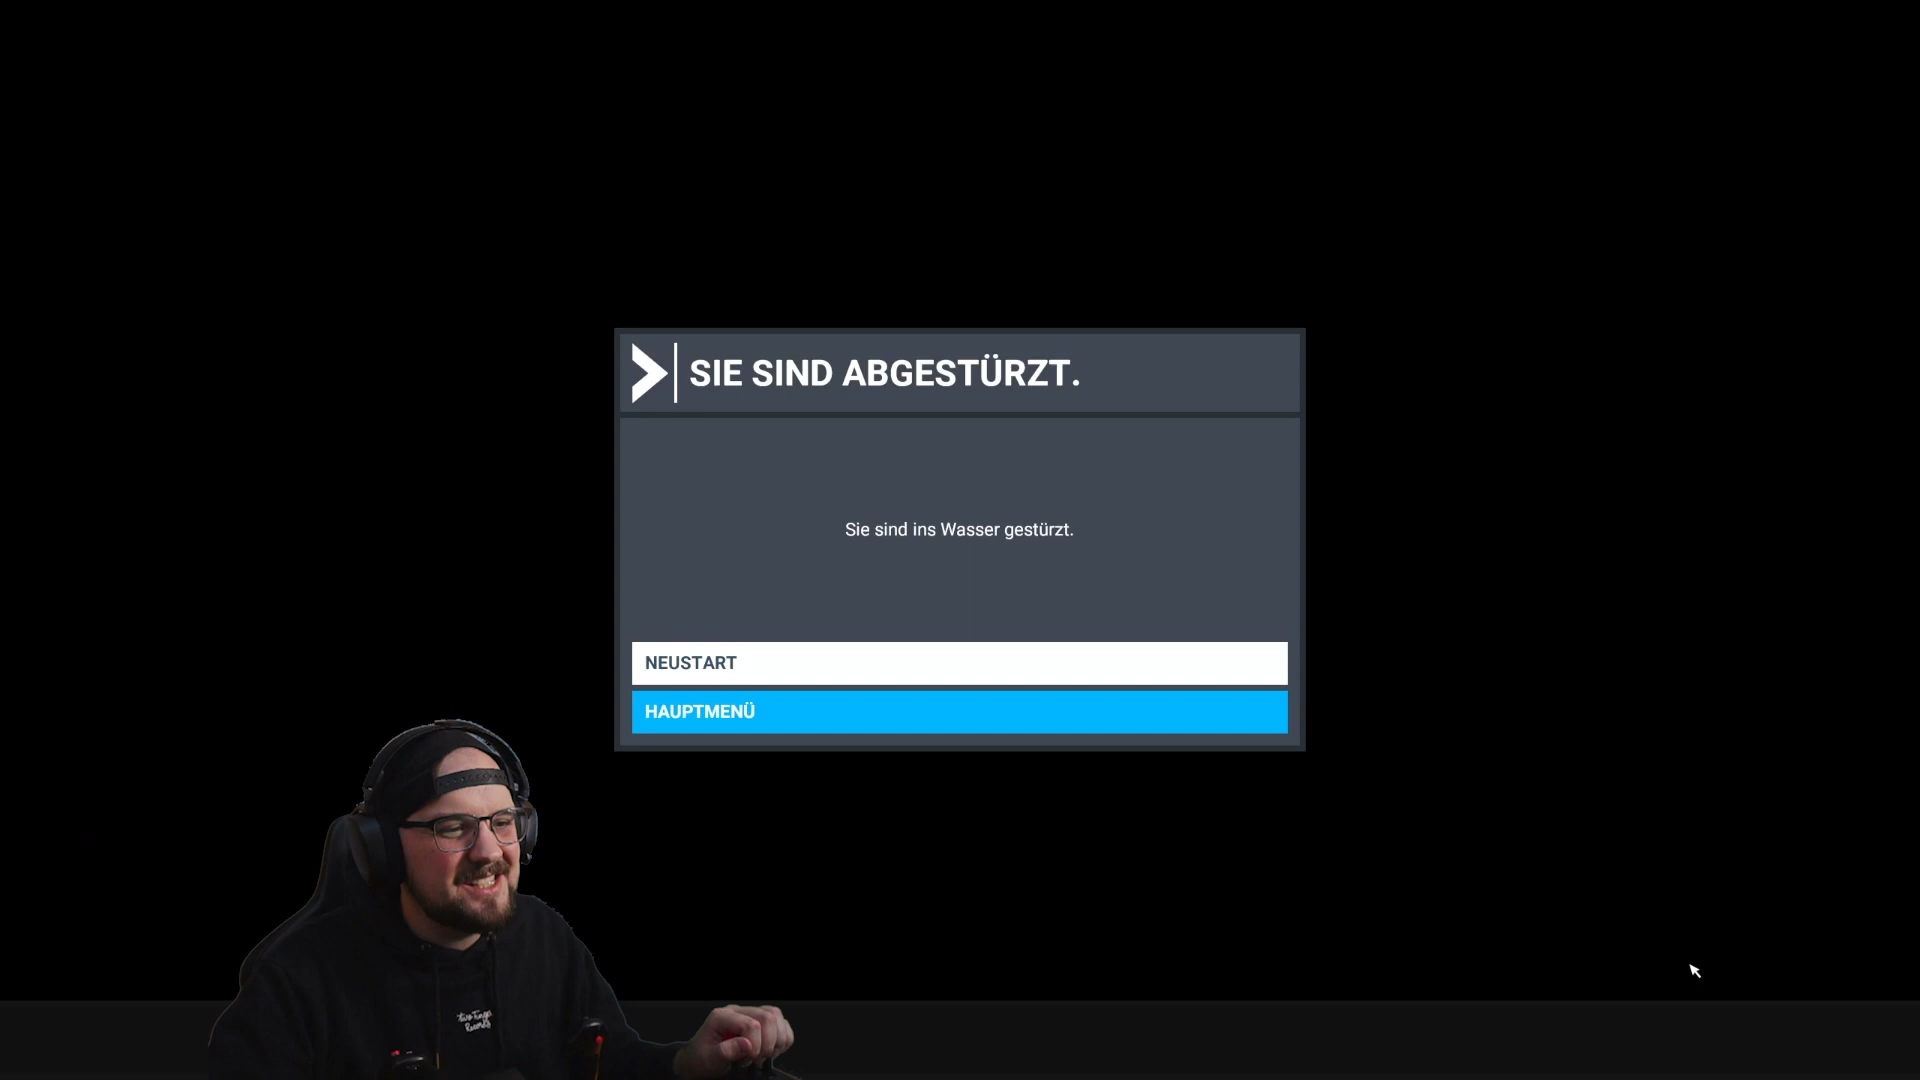 SIE SIND ABGESTÜRZT.
Sie sind ins Wasser gestürzt.
NEUSTART
HAUPTMENÜ